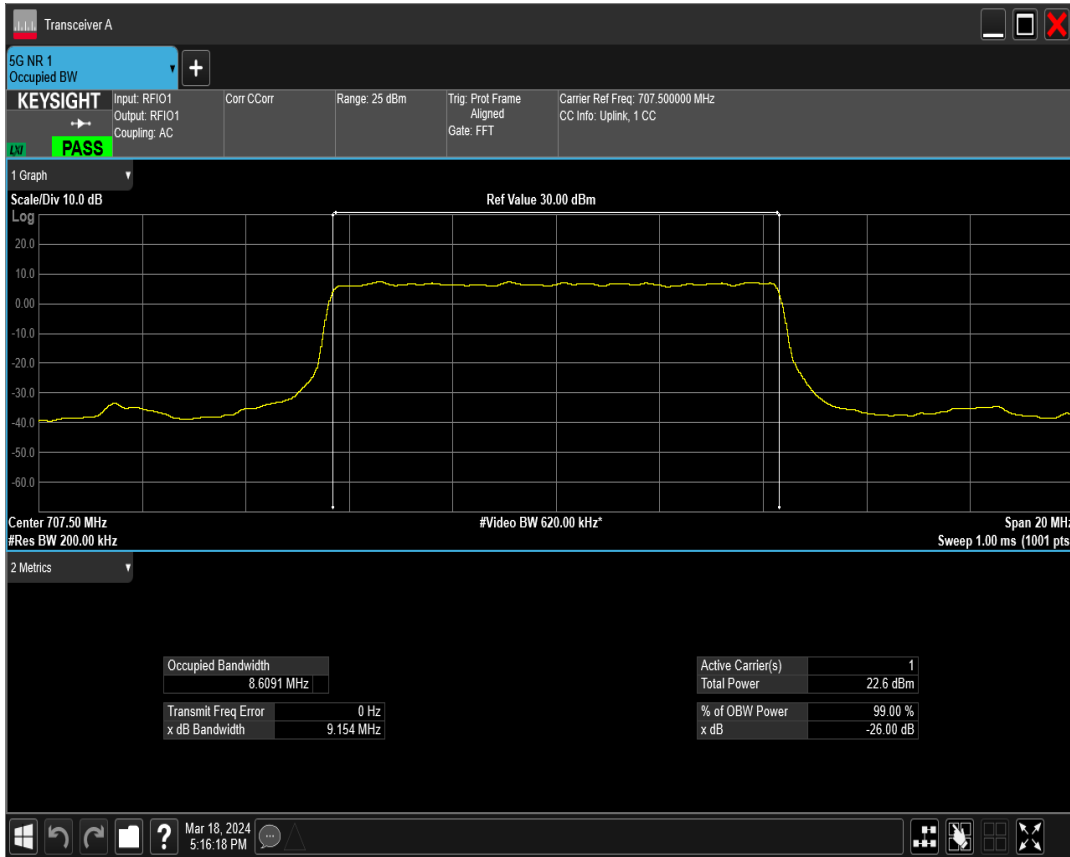 Transceiver A
5G NR 1
Occupied BW
+
KEYSIGHT
LXI
PASS
Input: RFIO1
Output: RFIO1
Coupling: AC
Corr CCorr
Range: 25 dBm
Trig: Prot Frame
Aligned
Gate: FFT
Carrier Ref Freq: 707.500000 MHz
CC Info: Uplink, 1 CC
1 Graph
Scale/Div 10.0 dB
Ref Value 30.00 dBm
Log
20.0
10.0
0.00
-10.0
-20.0
-30.0
-40.0
-50.0
-60.0
Center 707.50 MHz
#Video BW 620.00 kHz*
Span 20 MHz
#Res BW 200.00 kHz
Sweep 1.00 ms (1001 pts
2 Metrics
Occupied Bandwidth
8.6091 MHz
Transmit Freq Error 0 Hz
x dB Bandwidth 9.154 MHz
Active Carrier(s) 1
Total Power 22.6 dBm
% of OBW Power 99.00 %
x dB -26.00 dB
?
Mar 18, 2024
5:16:18 PM